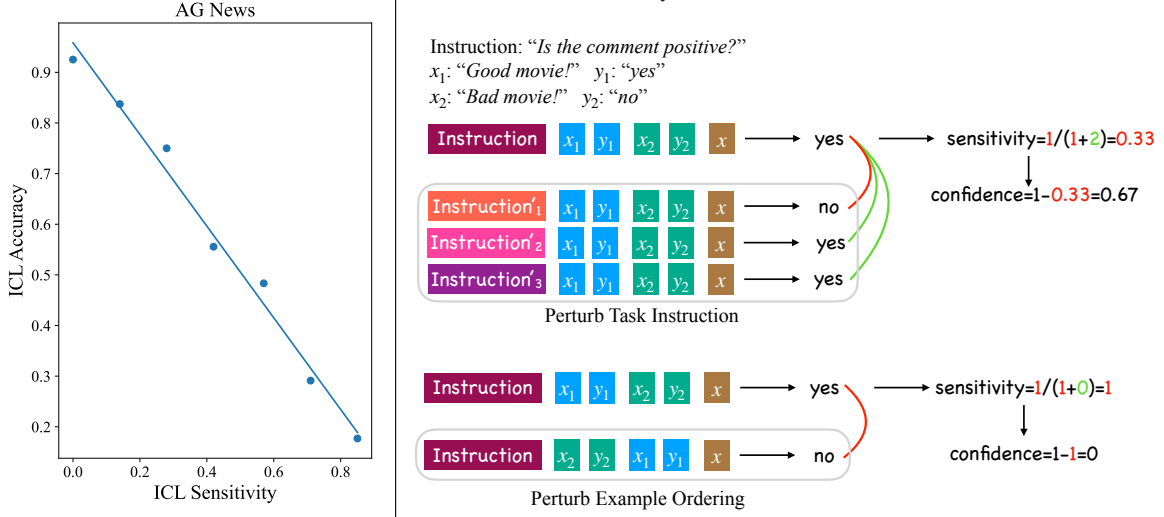 AG News
ICL Accuracy
0.9
0.8
0.7
0.6
0.5
0.4
0.3
0.2
0.0 0.2 0.4 0.6 0.8
ICL Sensitivity
Instruction: “Is the comment positive?”
x1: “Good movie!” y1: “yes”
x2: “Bad movie!” y2: “no”
Instruction x1 y1 x2 y2 x yes sensitivity=1/(1+2)=0.33
confidence=1-0.33=0.67
Instruction′1 x1 y1 x2 y2 x no
Instruction′2 x1 y1 x2 y2 x yes
Instruction′3 x1 y1 x2 y2 x yes
Perturb Task Instruction
Instruction x1 y1 x2 y2 x yes sensitivity=1/(1+0)=1
confidence=1-1=0
Instruction x2 y2 x1 y1 x no
Perturb Example Ordering